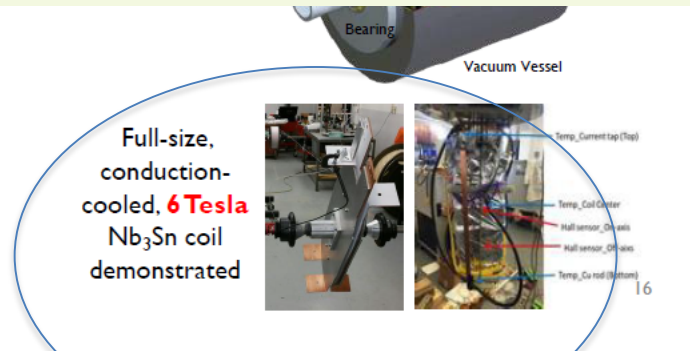 Bearing
Vacuum Vessel
Full-size,
conduction-
cooled, 6 Tesla
Nb₃Sn coil
demonstrated
Temp_Current tap (Top)
Temp_Coil Center
Hall sensor_On-axis
Hall sensor_Off-axis
Temp_Cu rod (Bottom)
16